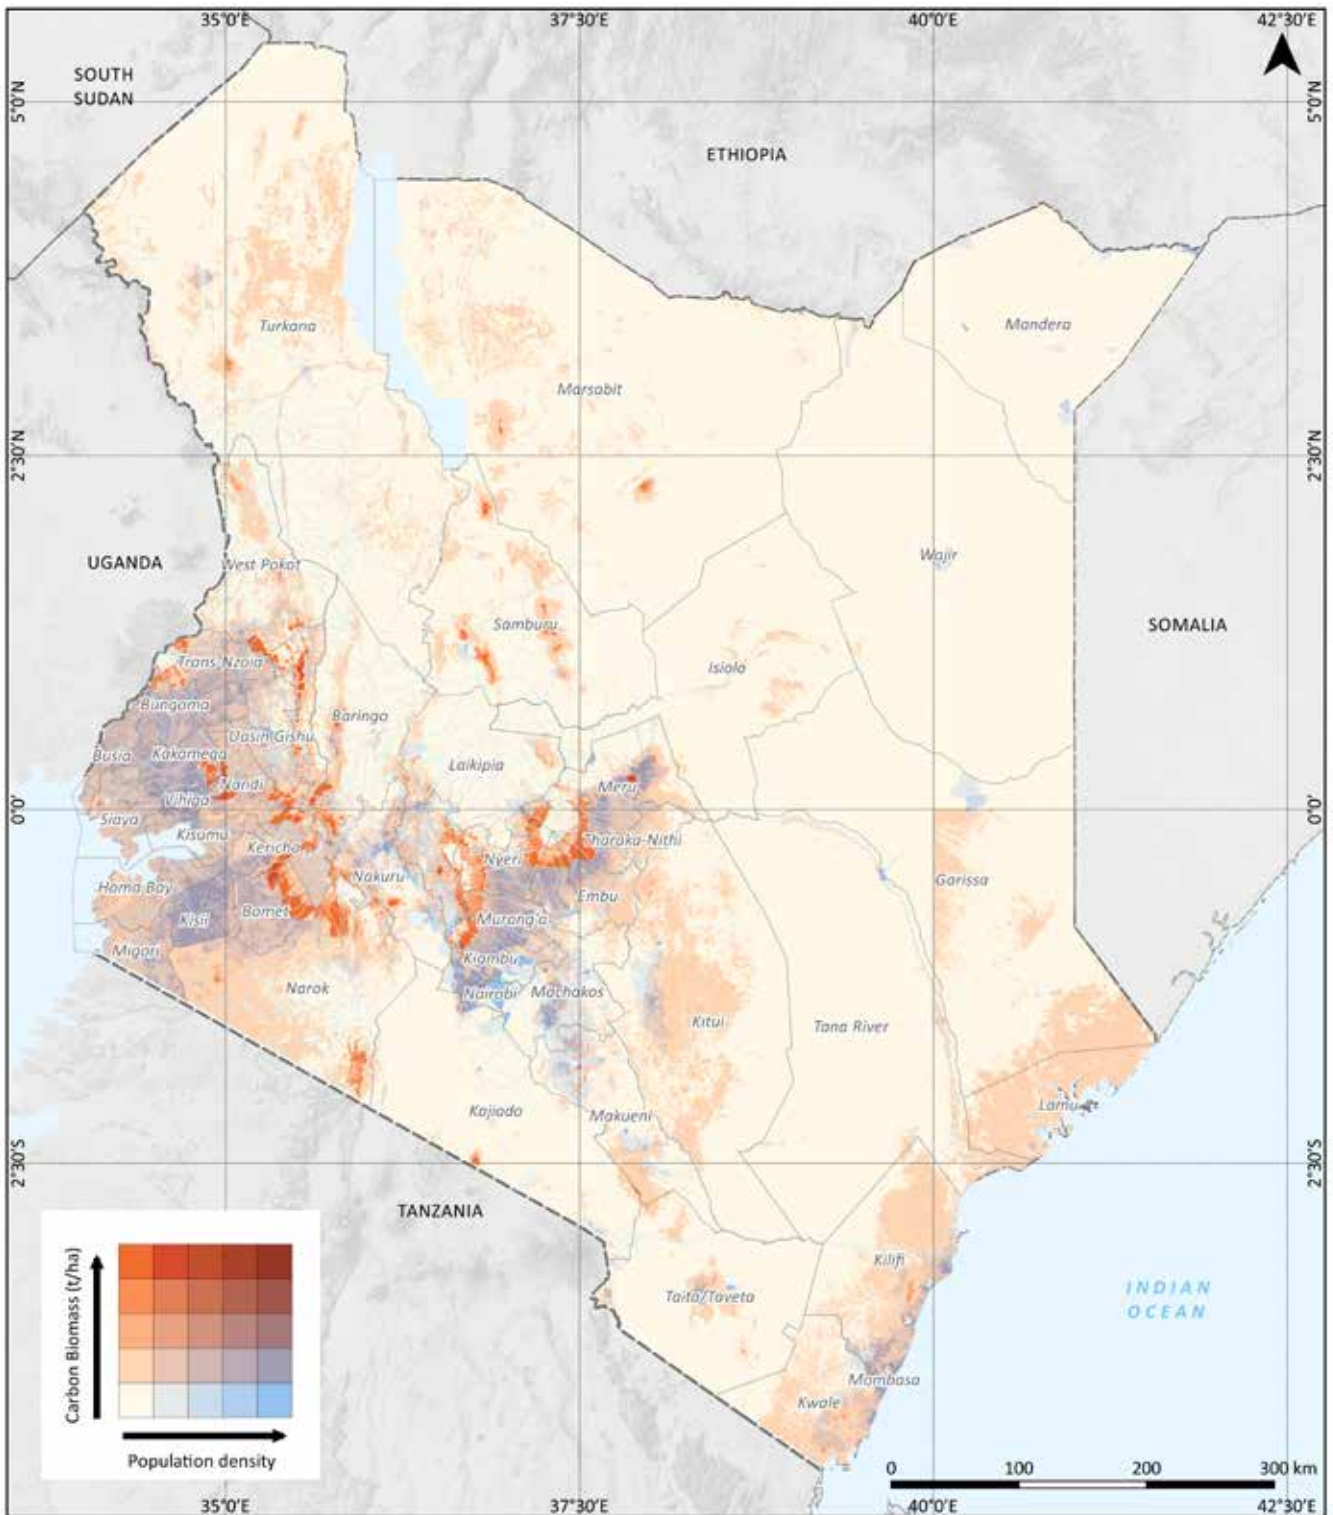 35°0'E 37°30'E 40°0'E 42°30'E
SOUTH
SUDAN
5°0'N
5°0'N
ETHIOPIA
Turkana
Mandera
Marsabit
2°30'N
2°30'N
UGANDA
West Pokot
Wajir
Samburu
SOMALIA
Trans Nzoia
Isiolo
Bungama
Baringo
Uasin Gishu
Busia
Kakamega
Laikipia
Nandi
Meru
Vihiga
0°0'
0°0'
Siaya
Kisumu
Tharaka-Nithi
Kericho
Nyeri
Nakuru
Garissa
Homa Bay
Embu
Bomet
Kisii
Murang'a
Migori
Kiambu
Narok
Nairobi
Machakos
Kitui
Tana River
Lamu
Kajiado
Makueni
2°30'S
2°30'S
TANZANIA
Kilifi
INDIAN
OCEAN
Taita/Taveta
Mombasa
Kwale
Carbon Biomass (t/ha)
Population density
0 100 200 300 km
35°0'E 37°30'E 40°0'E 42°30'E